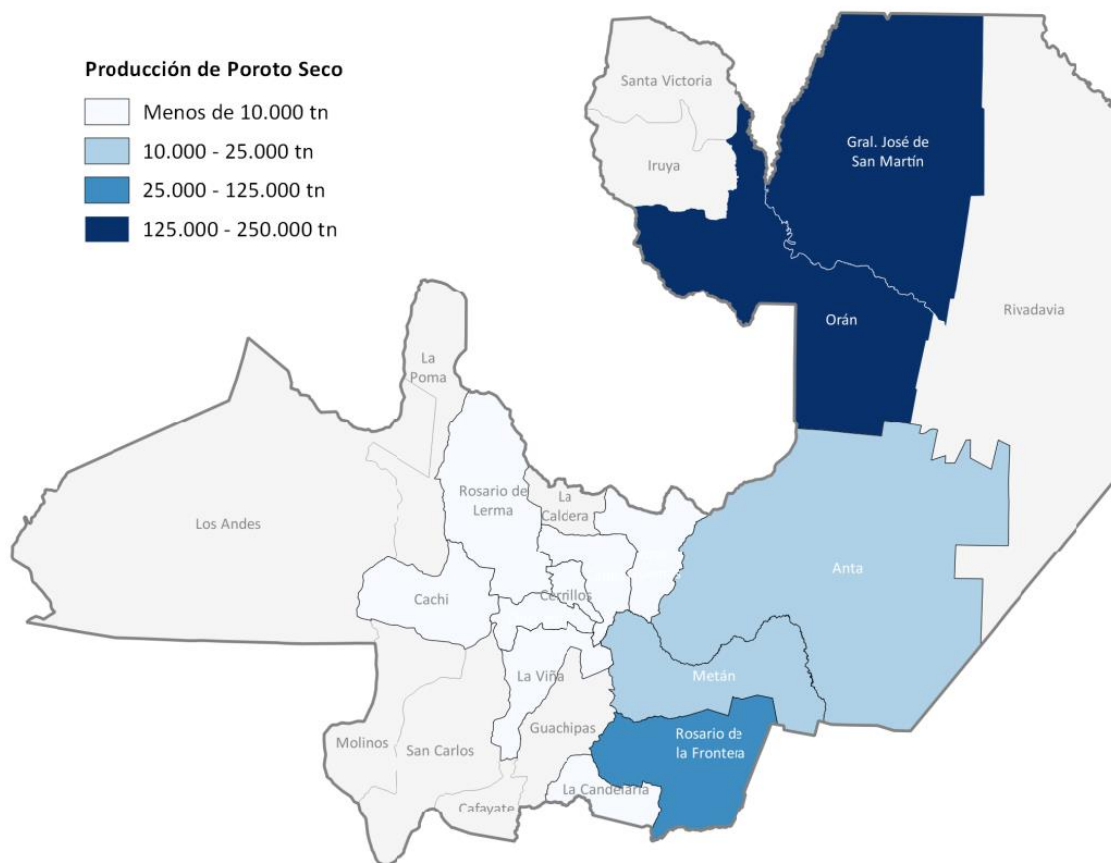 Producción de Poroto Seco
Menos de 10.000 tn
10.000 - 25.000 tn
25.000 - 125.000 tn
125.000 - 250.000 tn
Santa Victoria
Iruya
Gral. José de
San Martín
Orán
Rivadavia
La
Poma
Los Andes
Rosario de
Lerma
La
Caldera
Cachi
Cerrillos
Anta
La Viña
Metán
Molinos
San Carlos
Guachipas
Rosario de
la Frontera
Cafayate
La Candelaria